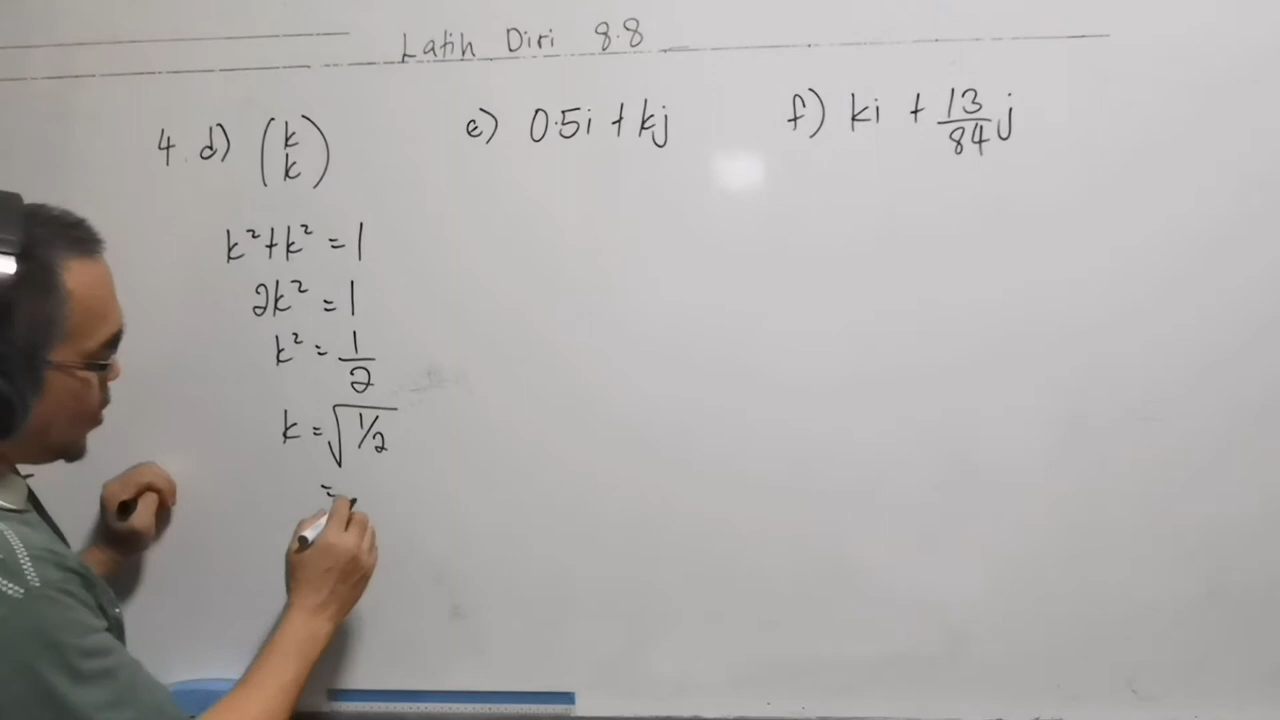 Latih Diri 8.8
4. d) (k k)
k²+k² = 1
2k² = 1
k² = 1/2
k = √1/2
=
e) 0.5i + kj
f) ki + 13/84 j